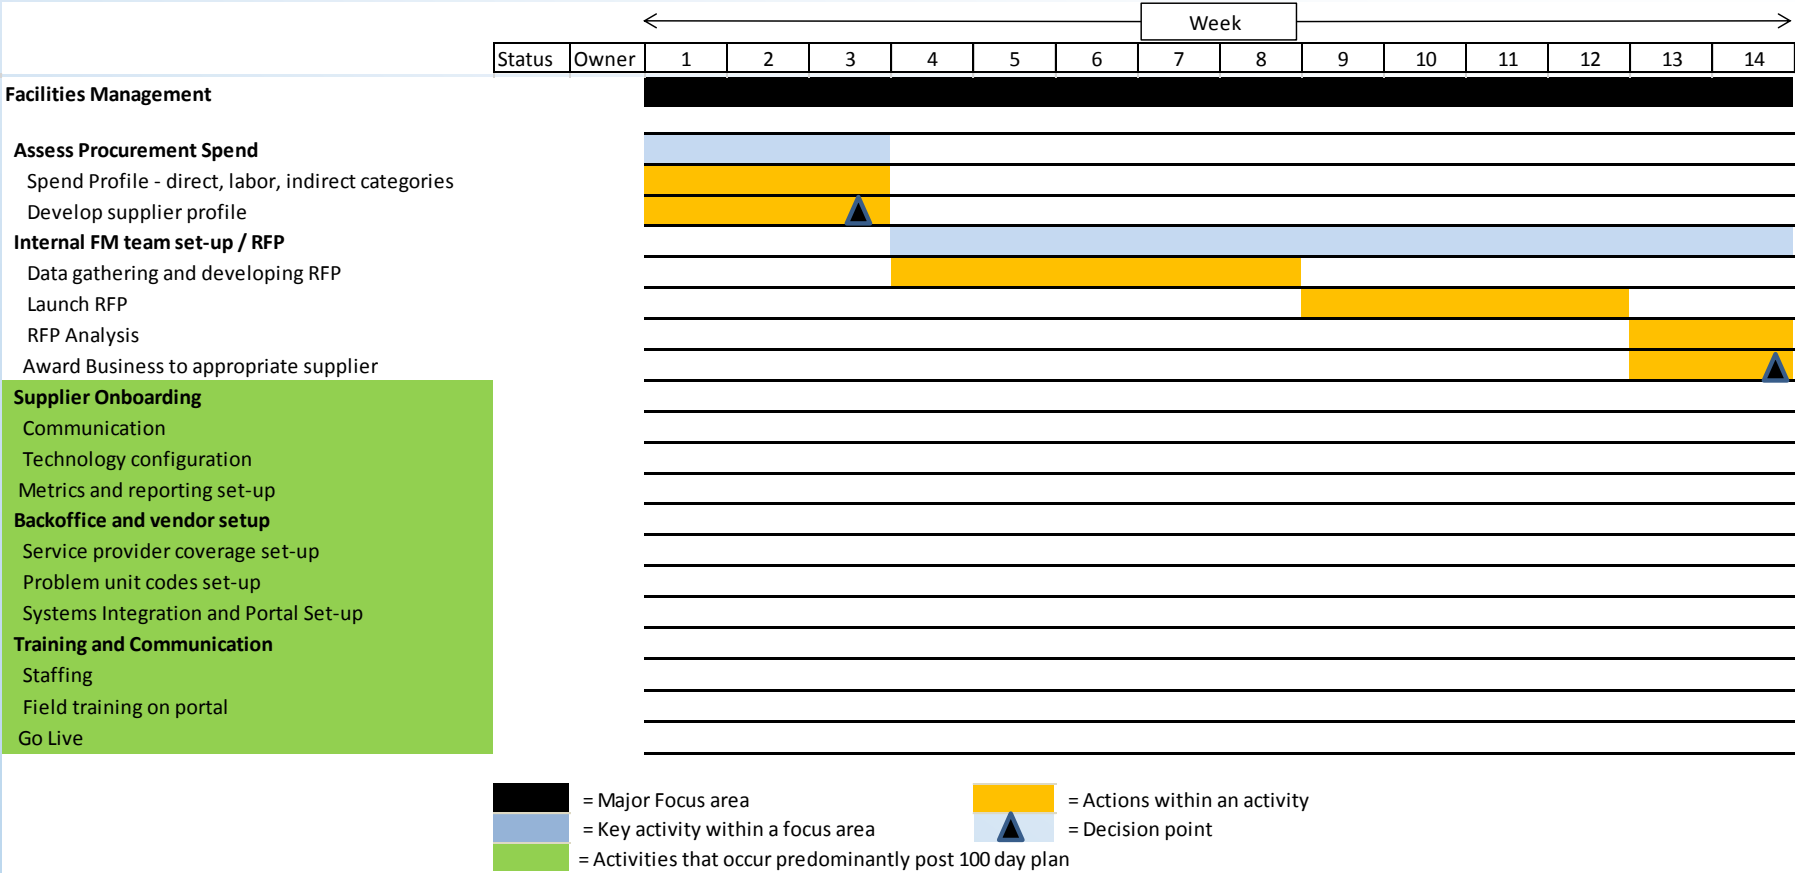 Week
Status Owner 1 2 3 4 5 6 7 8 9 10 11 12 13 14
Facilities Management
Assess Procurement Spend
Spend Profile - direct, labor, indirect categories
Develop supplier profile
Internal FM team set-up / RFP
Data gathering and developing RFP
Launch RFP
RFP Analysis
Award Business to appropriate supplier
Supplier Onboarding
Communication
Technology configuration
Metrics and reporting set-up
Backoffice and vendor setup
Service provider coverage set-up
Problem unit codes set-up
Systems Integration and Portal Set-up
Training and Communication
Staffing
Field training on portal
Go Live
= Major Focus area
= Actions within an activity
= Key activity within a focus area
= Decision point
= Activities that occur predominantly post 100 day plan